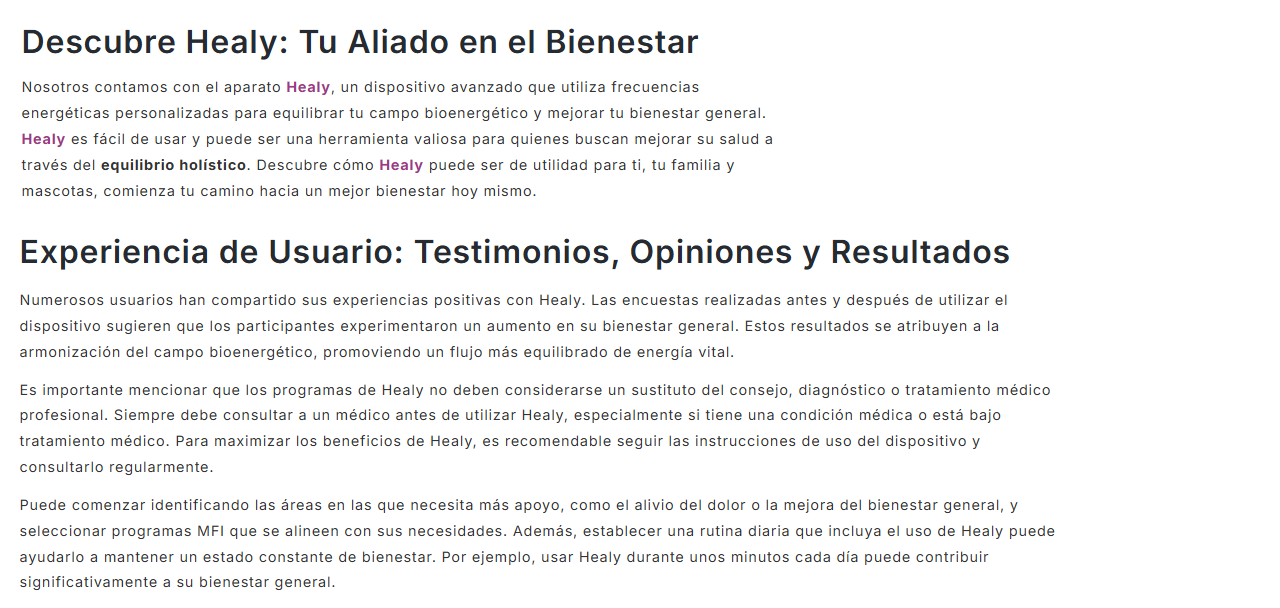 Descubre Healy: Tu Aliado en el Bienestar
Nosotros contamos con el aparato Healy, un dispositivo avanzado que utiliza frecuencias
energéticas personalizadas para equilibrar tu campo bioenergético y mejorar tu bienestar general.
Healy es fácil de usar y puede ser una herramienta valiosa para quienes buscan mejorar su salud a
través del equilibrio holístico. Descubre cómo Healy puede ser de utilidad para ti, tu familia y
mascotas, comienza tu camino hacia un mejor bienestar hoy mismo.
Experiencia de Usuario: Testimonios, Opiniones y Resultados
Numerosos usuarios han compartido sus experiencias positivas con Healy. Las encuestas realizadas antes y después de utilizar el
dispositivo sugieren que los participantes experimentaron un aumento en su bienestar general. Estos resultados se atribuyen a la
armonización del campo bioenergético, promoviendo un flujo más equilibrado de energía vital.
Es importante mencionar que los programas de Healy no deben considerarse un sustituto del consejo, diagnóstico o tratamiento médico
profesional. Siempre debe consultar a un médico antes de utilizar Healy, especialmente si tiene una condición médica o está bajo
tratamiento médico. Para maximizar los beneficios de Healy, es recomendable seguir las instrucciones de uso del dispositivo y
consultarlo regularmente.
Puede comenzar identificando las áreas en las que necesita más apoyo, como el alivio del dolor o la mejora del bienestar general, y
seleccionar programas MFI que se alineen con sus necesidades. Además, establecer una rutina diaria que incluya el uso de Healy puede
ayudarlo a mantener un estado constante de bienestar. Por ejemplo, usar Healy durante unos minutos cada día puede contribuir
significativamente a su bienestar general.